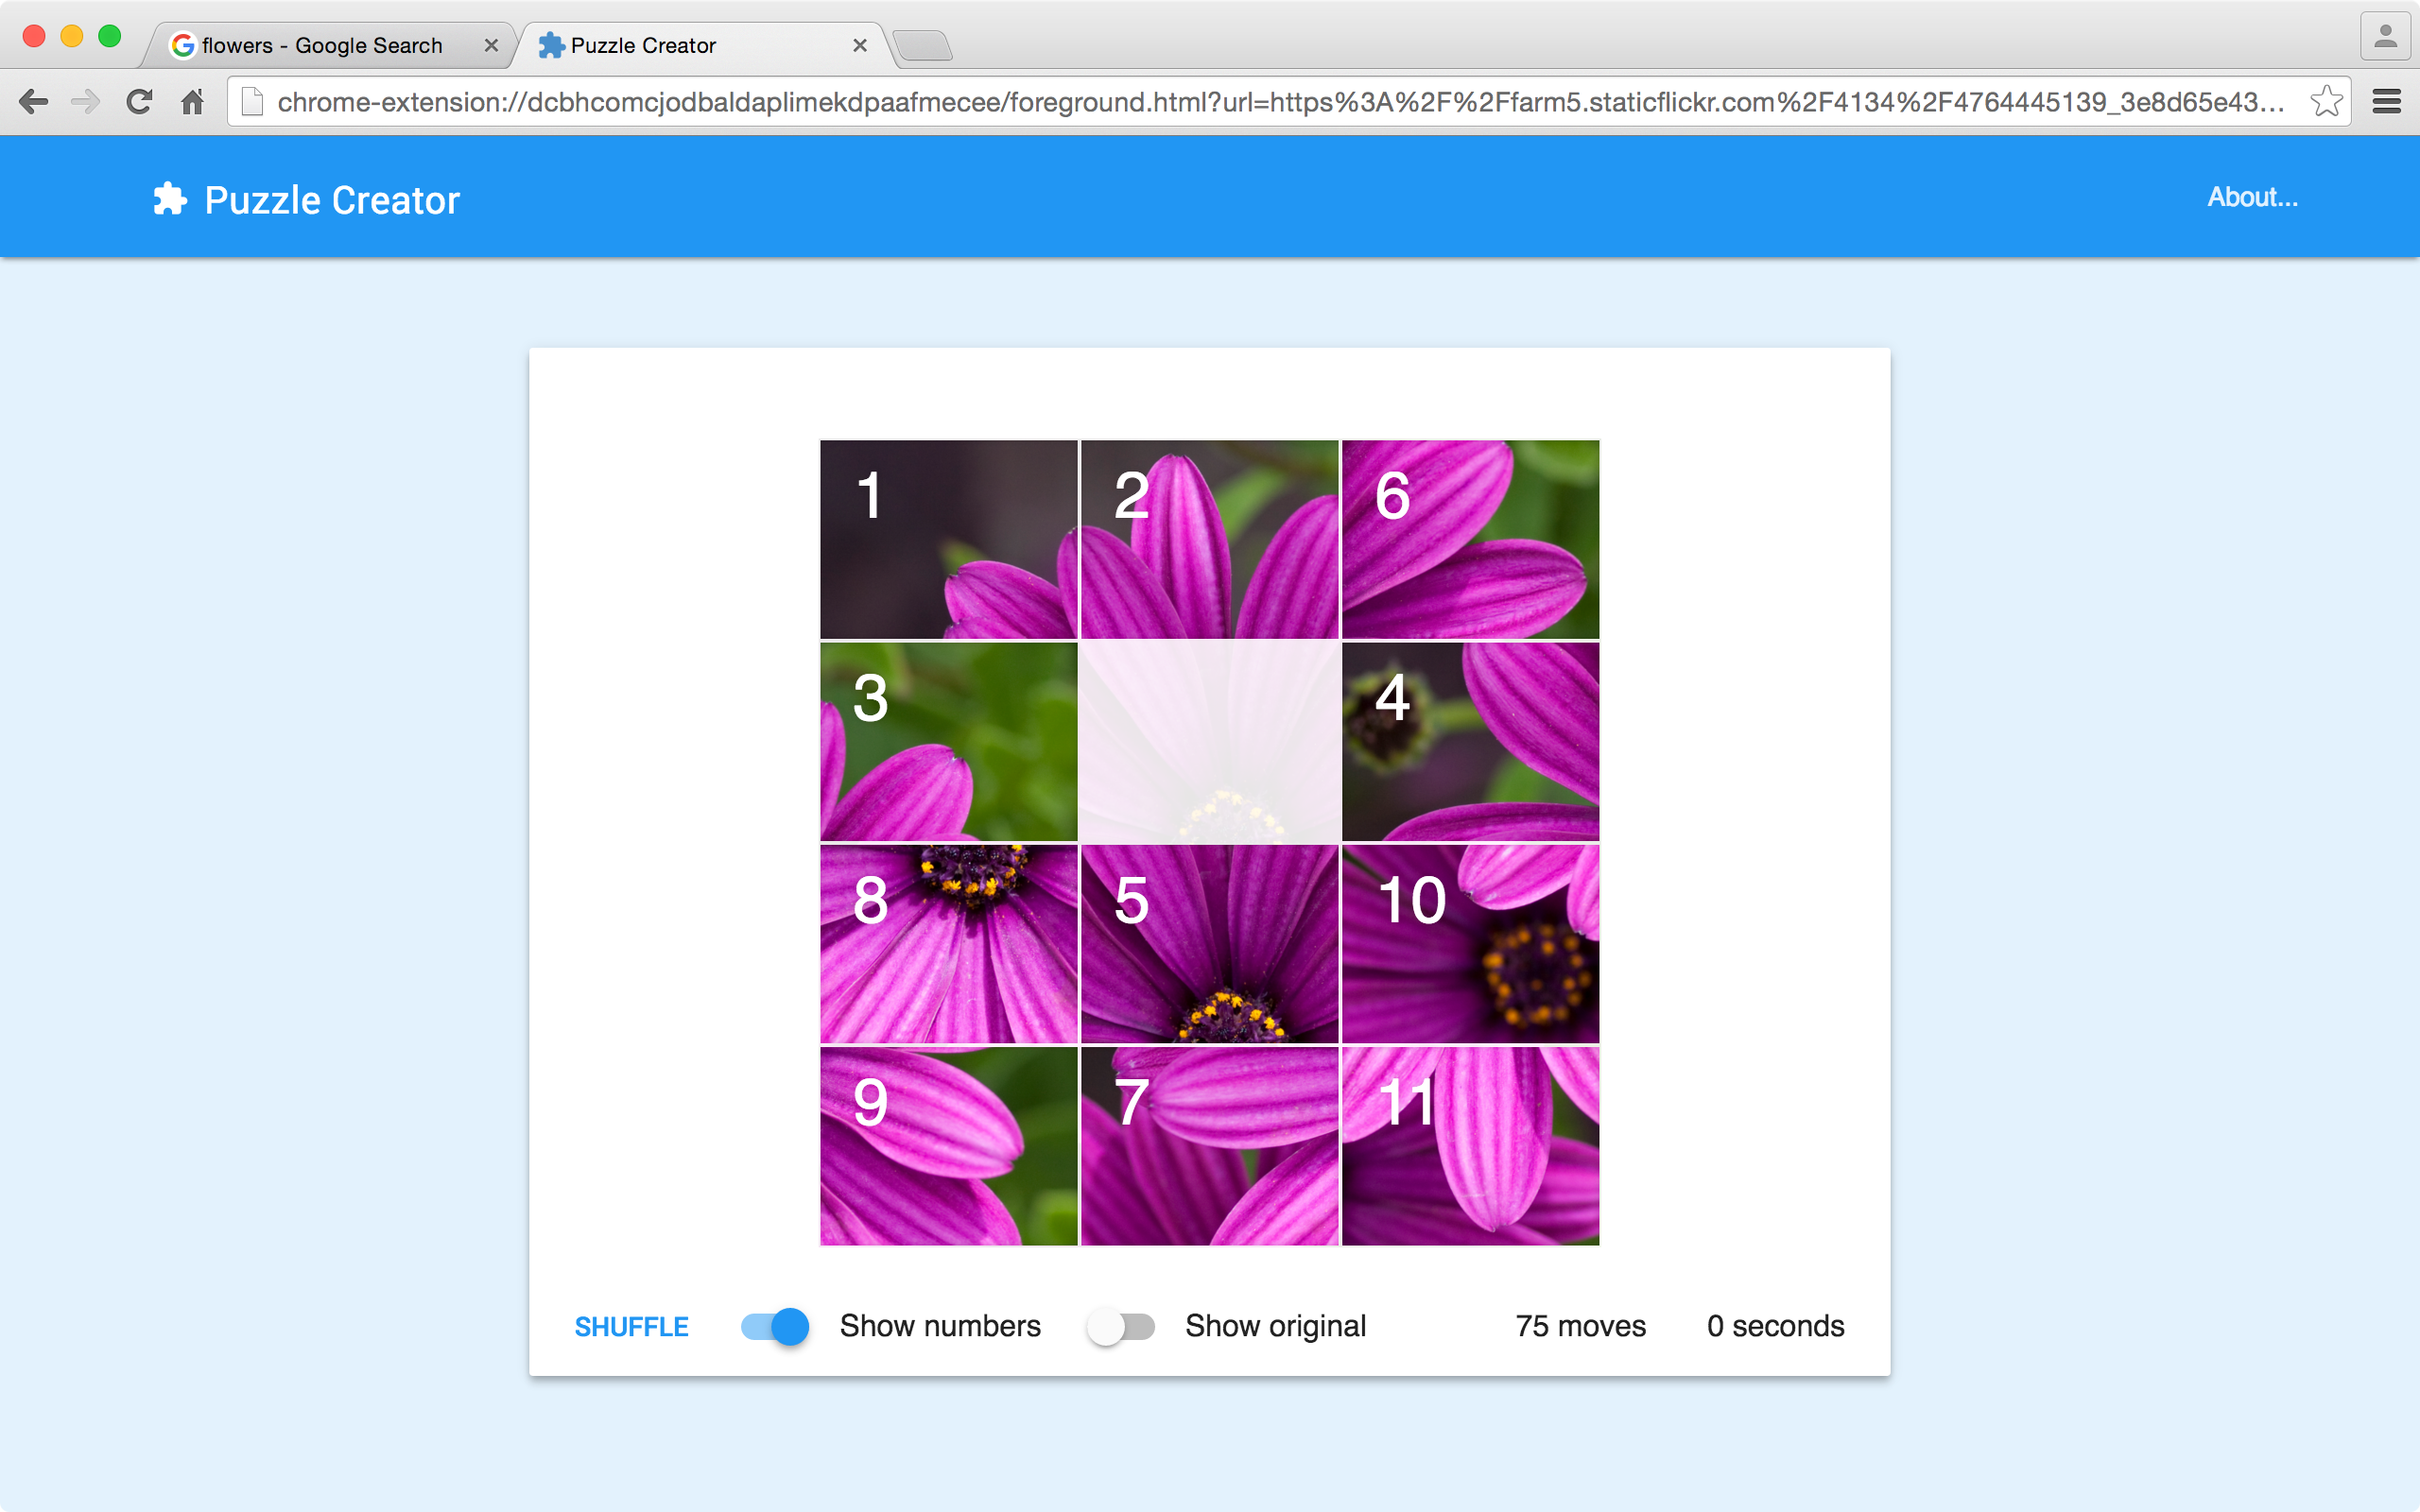 flowers - Google Search
Puzzle Creator
chrome-extension://dcbhcomcjodbaldaplimekdpaafmecee/foreground.html?url=https%3A%2F%2Ffarm5.staticflickr.com%2F4134%2F4764445139_3e8d65e43...
Puzzle Creator
About...
1 2 6
3 4
8 5 10
9 7 11
SHUFFLE Show numbers Show original 75 moves 0 seconds